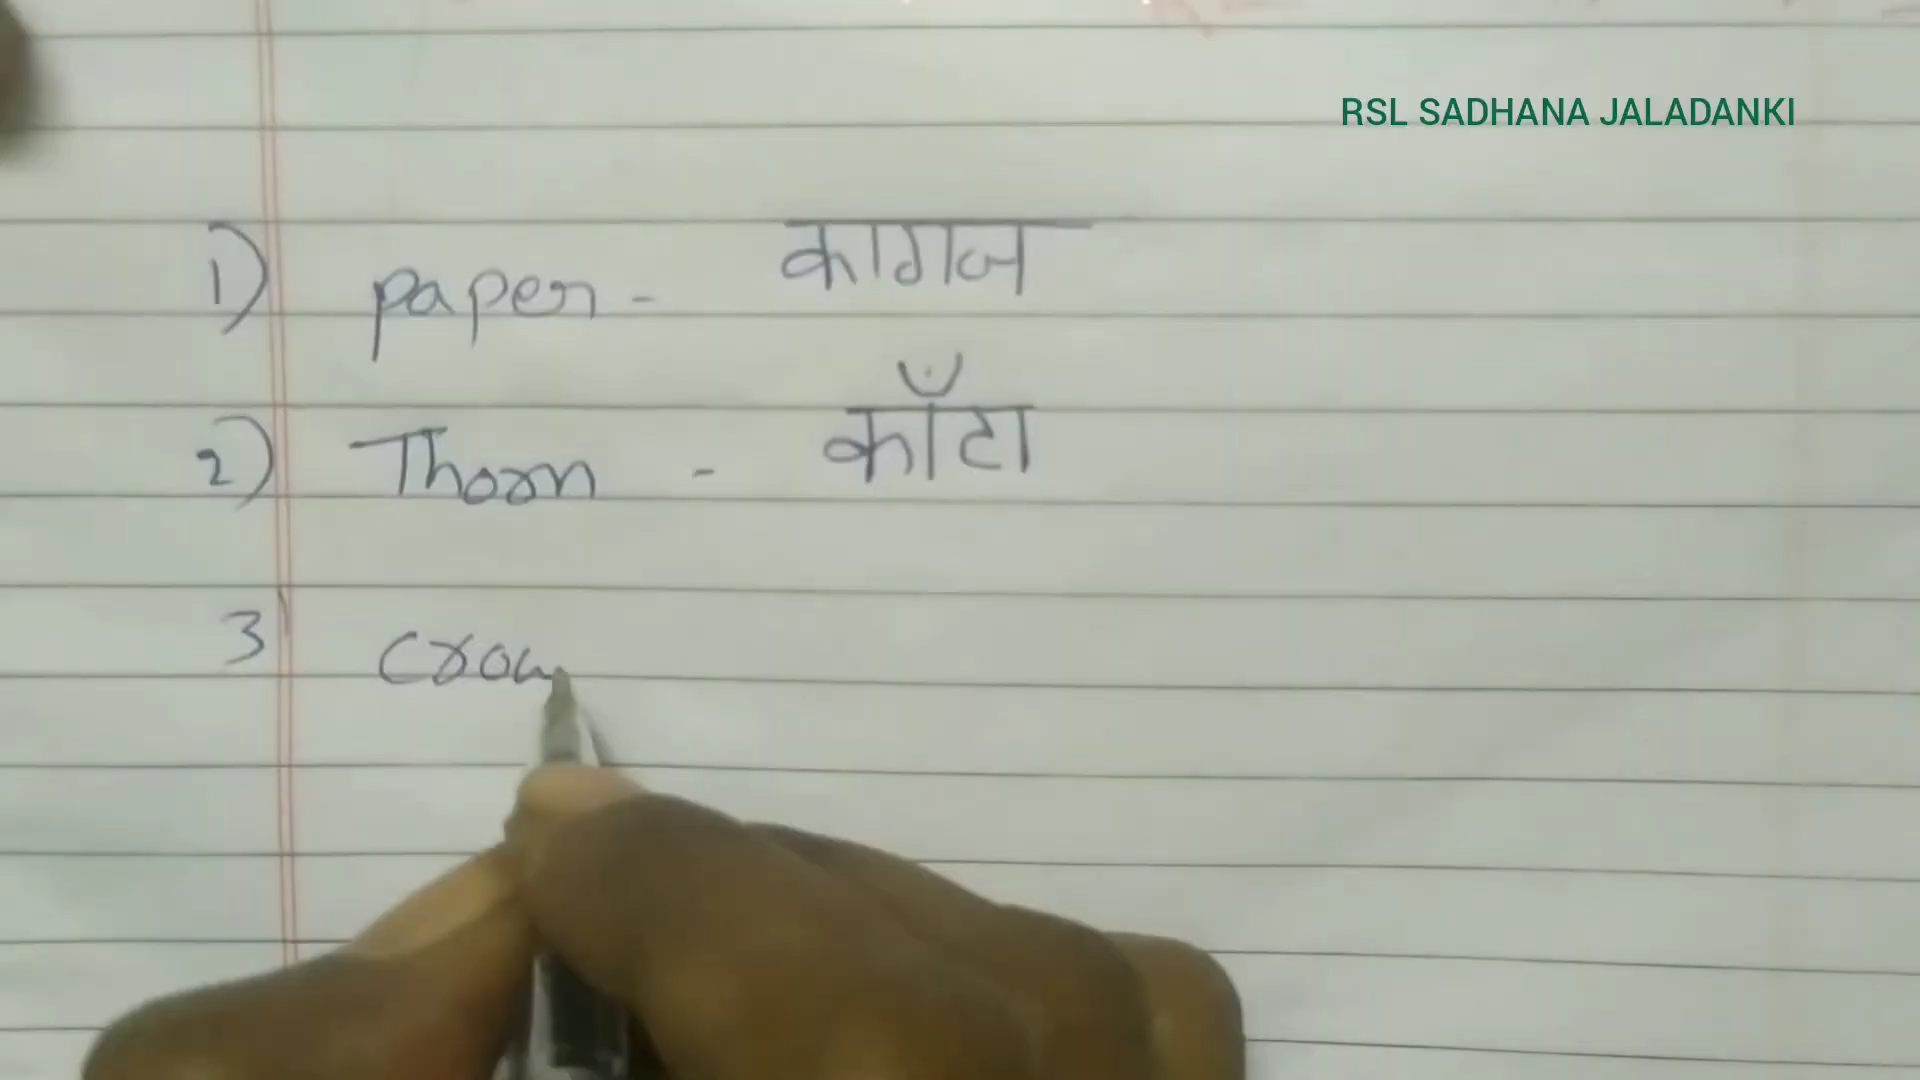 RSL SADHANA JALADANKI
1) paper - कागज
2) Thorn - काँटा
3 Crow